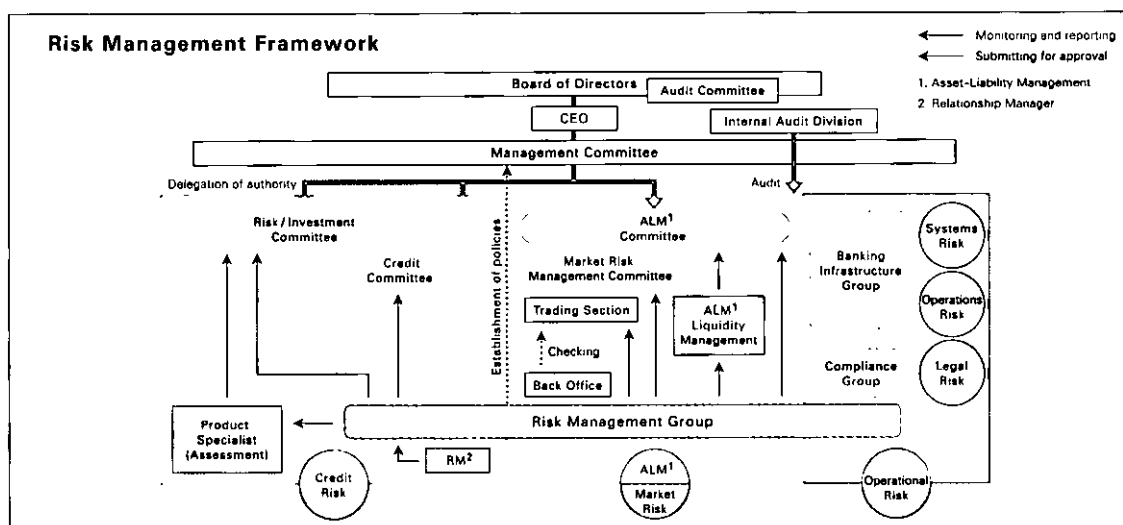 Risk Management Framework
Monitoring and reporting
Submitting for approval
1. Asset-Liability Management
2 Relationship Manager
Board of Directors
Audit Committee
CEO
Internal Audit Division
Management Committee
Delegation of authority
Audit
Risk / Investment
Committee
Credit
Committee
Establishment of policies
ALM1
Committee
Market Risk
Management Committee
Trading Section
Checking
Back Office
ALM1
Liquidity
Management
Banking
Infrastructure
Group
Compliance
Group
Systems
Risk
Operations
Risk
Legal
Risk
Product
Specialist
(Assessment)
Risk Management Group
RM2
Credit
Risk
ALM1
Market
Risk
Operational
Risk